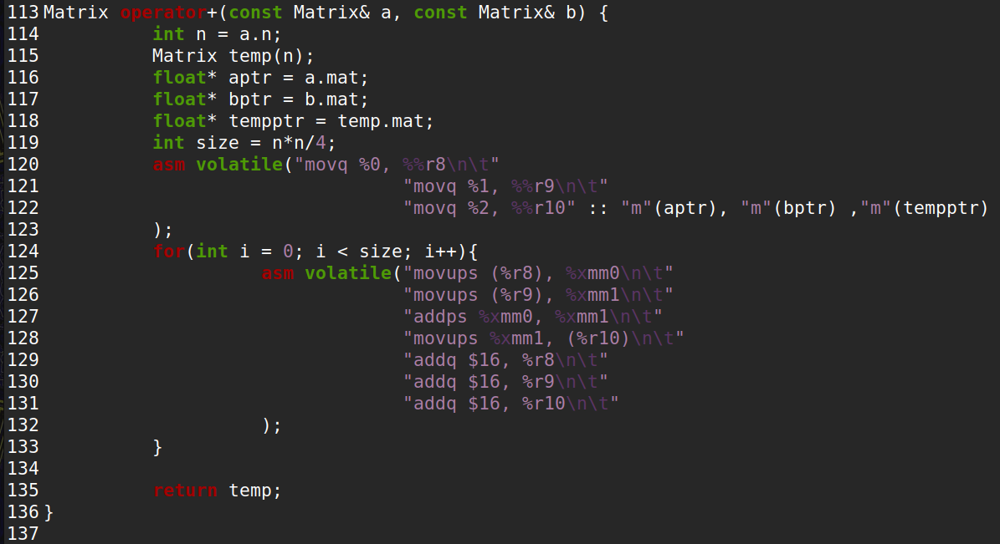 113 Matrix operator+(const Matrix& a, const Matrix& b) {
114 int n = a.n;
115 Matrix temp(n);
116 float* aptr = a.mat;
117 float* bptr = b.mat;
118 float* tempptr = temp.mat;
119 int size = n*n/4;
120 asm volatile("movq %0, %%r8\n\t"
121 "movq %1, %%r9\n\t"
122 "movq %2, %%r10" :: "m"(aptr), "m"(bptr) ,"m"(tempptr)
123 );
124 for(int i = 0; i < size; i++){
125 asm volatile("movups (%r8), %xmm0\n\t"
126 "movups (%r9), %xmm1\n\t"
127 "addps %xmm0, %xmm1\n\t"
128 "movups %xmm1, (%r10)\n\t"
129 "addq $16, %r8\n\t"
130 "addq $16, %r9\n\t"
131 "addq $16, %r10\n\t"
132 );
133 }
134
135 return temp;
136 }
137